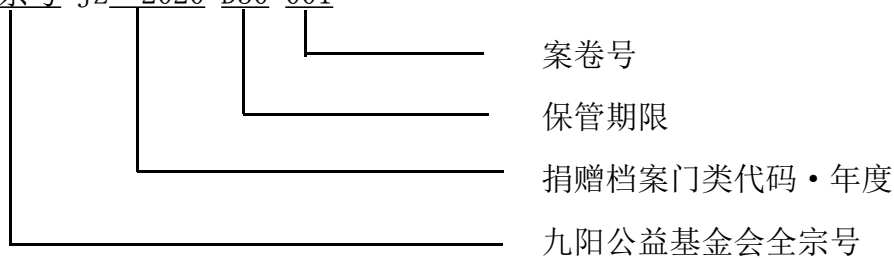 案卷号
保管期限
捐赠档案门类代码·年度
九阳公益基金会全宗号